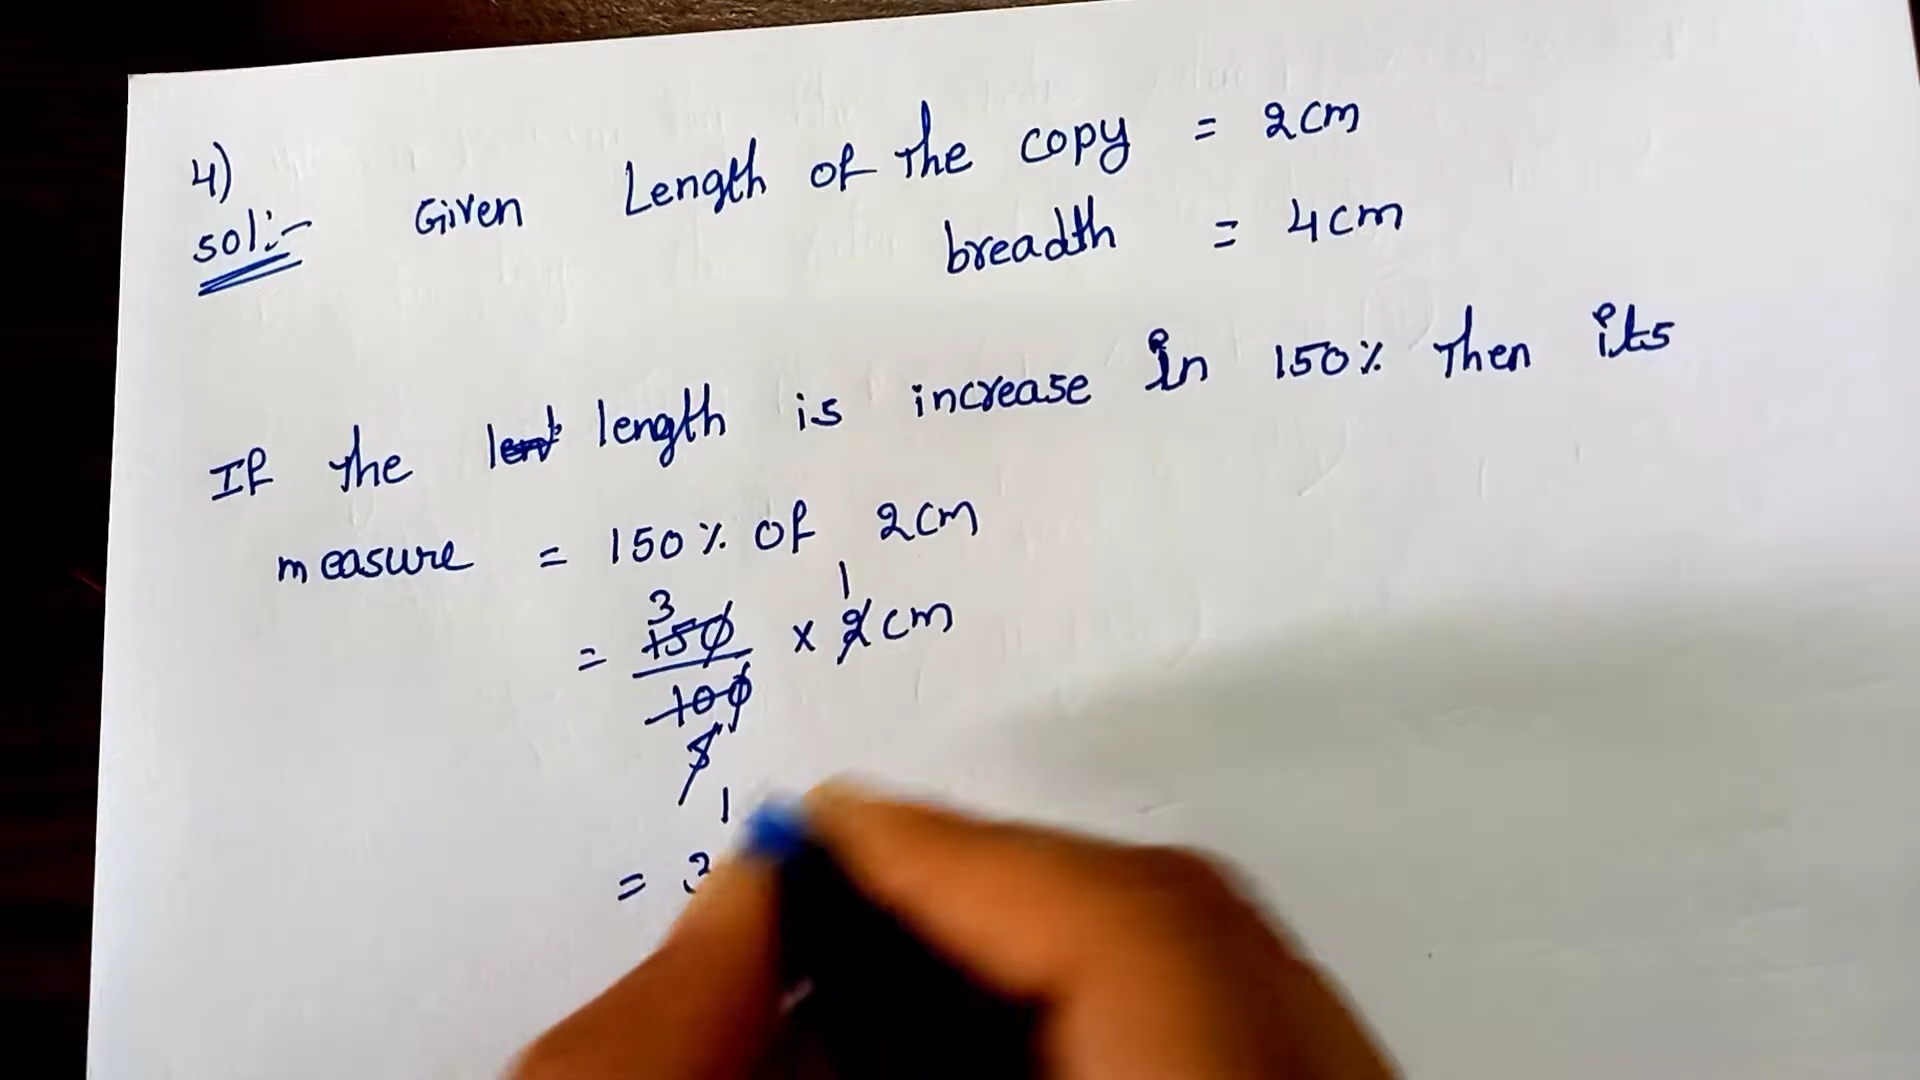 4)
sol:- Given Length of the copy = 2cm
breadth = 4cm
If the length is increase in 150% then its
measure = 150% of 2cm
3 1
= 150/100 × 2cm
5
1
= 3